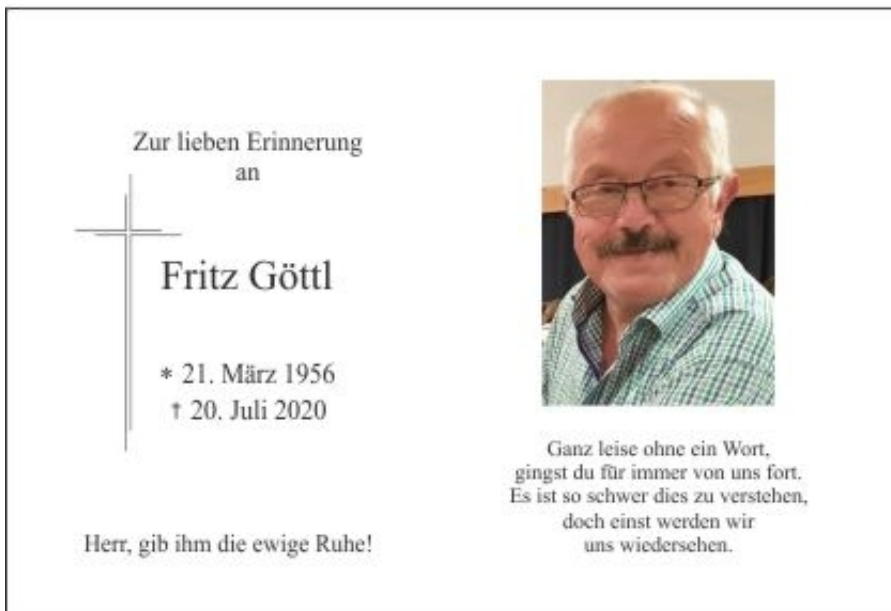 Zur lieben Erinnerung
an
Fritz Göttl
* 21. März 1956
† 20. Juli 2020
Herr, gib ihm die ewige Ruhe!
Ganz leise ohne ein Wort,
gingst du für immer von uns fort.
Es ist so schwer dies zu verstehen,
doch einst werden wir
uns wiedersehen.